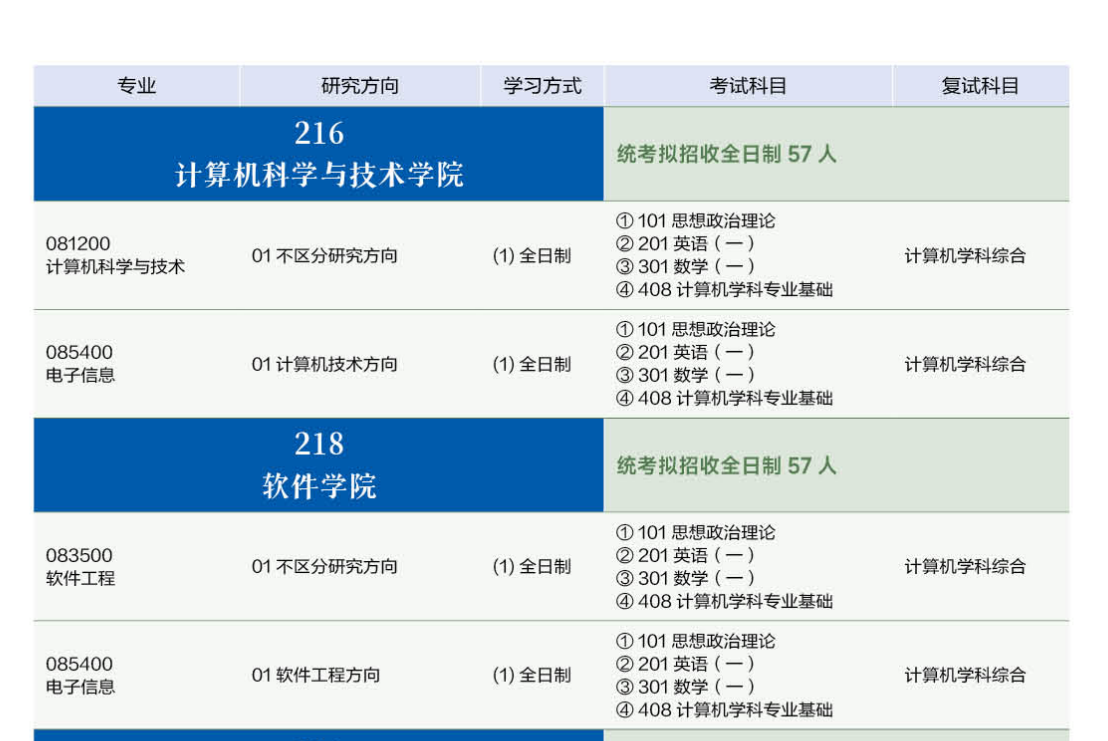 专业 研究方向 学习方式 考试科目 复试科目
216
计算机科学与技术学院
统考拟招收全日制 57 人
081200
计算机科学与技术
01 不区分研究方向
(1) 全日制
① 101 思想政治理论
② 201 英语（一）
③ 301 数学（一）
④ 408 计算机学科专业基础
计算机学科综合
085400
电子信息
01 计算机技术方向
(1) 全日制
① 101 思想政治理论
② 201 英语（一）
③ 301 数学（一）
④ 408 计算机学科专业基础
计算机学科综合
218
软件学院
统考拟招收全日制 57 人
083500
软件工程
01 不区分研究方向
(1) 全日制
① 101 思想政治理论
② 201 英语（一）
③ 301 数学（一）
④ 408 计算机学科专业基础
计算机学科综合
085400
电子信息
01 软件工程方向
(1) 全日制
① 101 思想政治理论
② 201 英语（一）
③ 301 数学（一）
④ 408 计算机学科专业基础
计算机学科综合